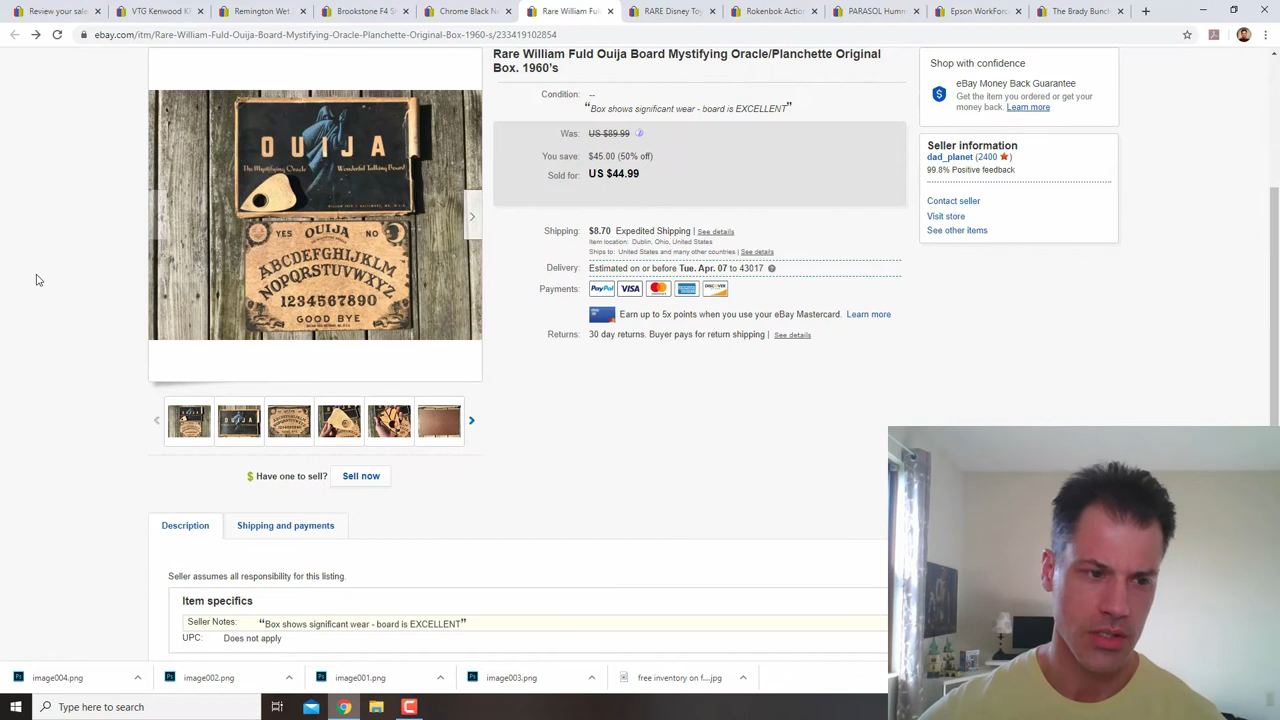 Review your sale
VTG Kenwood K
Remington Wet
Brookstone F4 S
Chrome Black Ne
Rare William Ful
RARE Disney Toy
Rokenbok Action
PARASOL Humm
Epson WorkForc
The Brady Bunch
ebay.com/itm/Rare-William-Fuld-Ouija-Board-Mystifying-Oracle-Planchette-Original-Box-1960-s/233419102854
Rare William Fuld Ouija Board Mystifying Oracle/Planchette Original
Box. 1960's
Condition: --
"Box shows significant wear - board is EXCELLENT"
Was: US $89.99
You save: $45.00 (50% off)
Sold for: US $44.99
Shipping: $8.70 Expedited Shipping | See details
Item location: Dublin, Ohio, United States
Ships to: United States and many other countries | See details
Delivery: Estimated on or before Tue. Apr. 07 to 43017
Payments: PayPal VISA DISCOVER
Earn up to 5x points when you use your eBay Mastercard. Learn more
Returns: 30 day returns. Buyer pays for return shipping | See details
Shop with confidence
eBay Money Back Guarantee
Get the item you ordered or get your
money back. Learn more
Seller information
dad_planet (2400 )
99.8% Positive feedback
Contact seller
Visit store
See other items
OUIJA
The Mystifying Oracle Wonderful Talking Board
YES OUIJA NO
ABCDEFGHIJKLM
NOPQRSTUVWXYZ
1234567890
GOOD BYE
Have one to sell? Sell now
Description
Shipping and payments
Seller assumes all responsibility for this listing.
Item specifics
Seller Notes: "Box shows significant wear - board is EXCELLENT"
UPC: Does not apply
image004.png
image002.png
image001.png
image003.png
free inventory on f....jpg
Type here to search